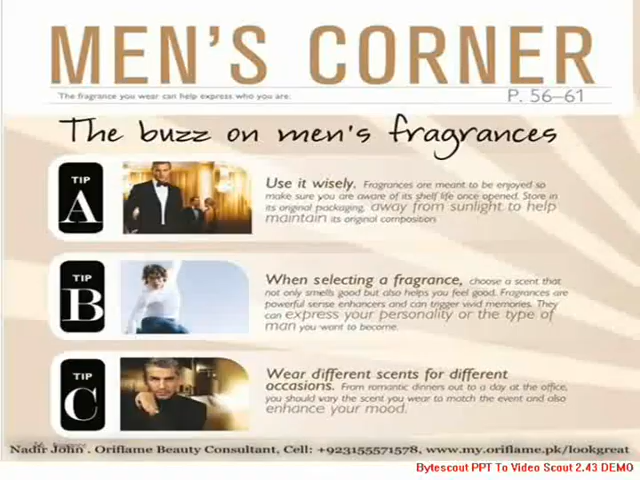 MEN'S CORNER
The fragrance you wear can help express who you are.
P. 56–61
The buzz on men's fragrances
TIP
A
Use it wisely. Fragrances are meant to be enjoyed so
make sure you are aware of its shelf life once opened. Store in
its original packaging, away from sunlight to help
maintain its original composition
TIP
B
When selecting a fragrance, choose a scent that
not only smells good but also helps you feel good. Fragrances are
powerful sense enhancers and can trigger vivid memories. They
can express your personality or the type of
man you want to become.
TIP
C
Wear different scents for different
occasions. From romantic dinners out to a day at the office,
you should vary the scent you wear to match the event and also
enhance your mood.
Nadir John . Oriflame Beauty Consultant, Cell: +923155571578, www.my.oriflame.pk/lookgreat
Bytescout PPT To Video Scout 2.43 DEMO